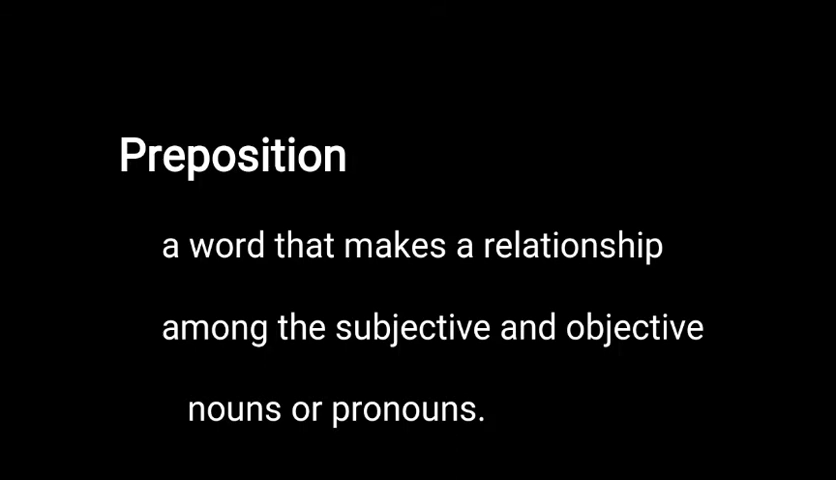 Preposition
a word that makes a relationship
among the subjective and objective
nouns or pronouns.